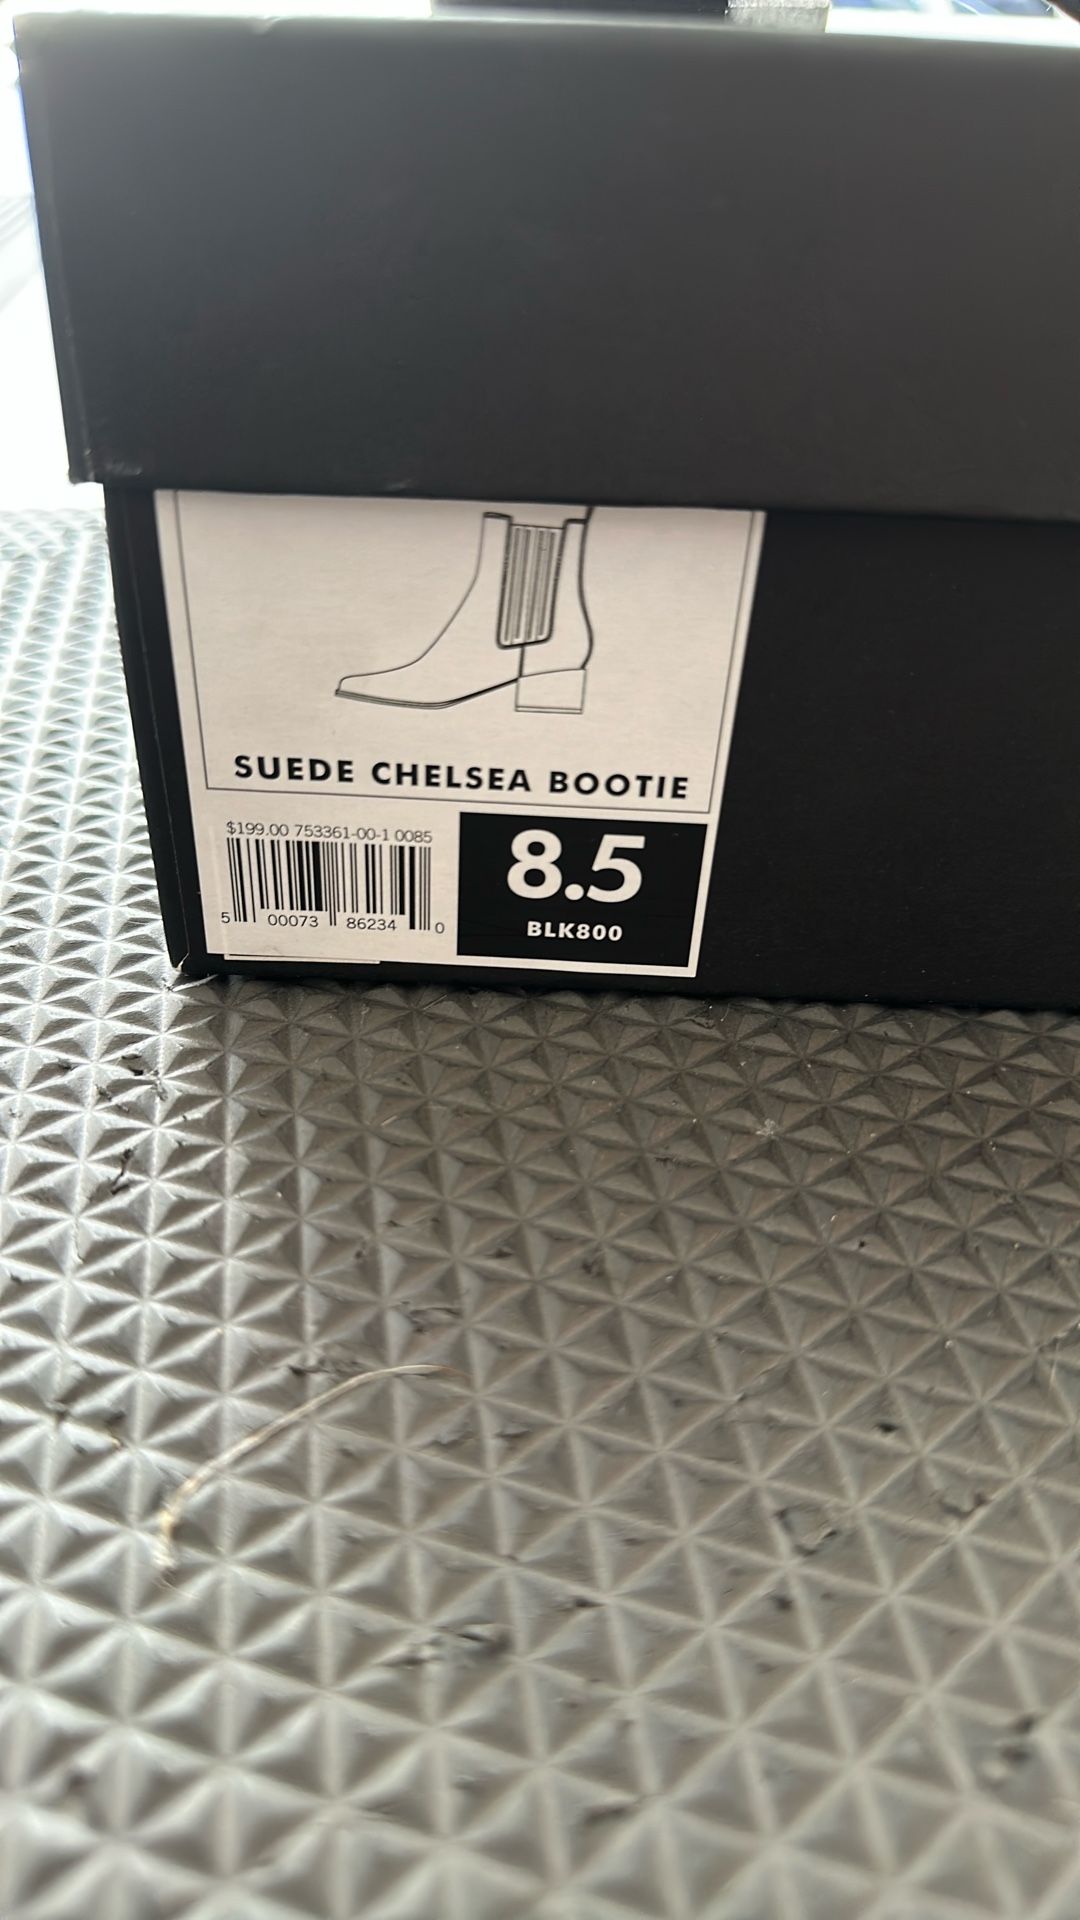 SUEDE CHELSEA BOOTIE
$199.00 753361-00-1 0085
5 00073 86234 0
8.5
BLK800